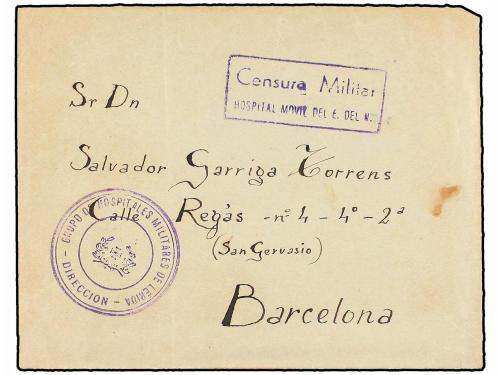 Censura Militar
HOSPITAL MOVIL DEL E. DEL N.
Sr Dn
Salvador Garriga Torrens
Calle Regás - nº 4 - 4º - 2ª
(San Gervasio)
Barcelona
GRUPO DE HOSPITALES MILITARES DE LERIDA
- DIRECCION -